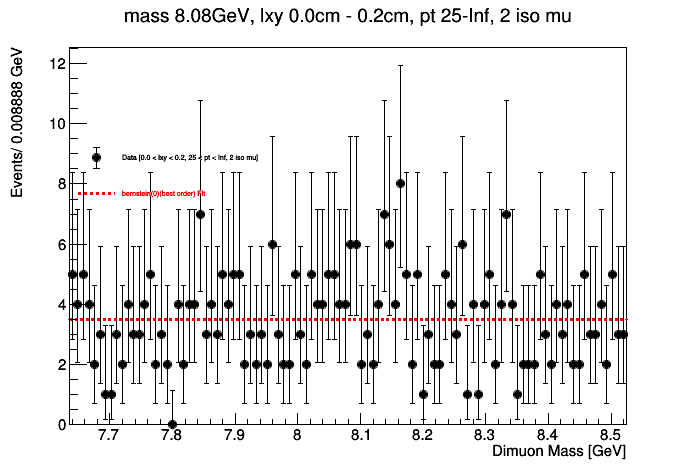 mass 8.08GeV, lxy 0.0cm - 0.2cm, pt 25-Inf, 2 iso mu
Events/ 0.008888 GeV
12
10
8
6
4
2
0
Data [0.0 < lxy < 0.2, 25 < pt < Inf, 2 iso mu]
bernstein(0)(best order) Fit
7.7 7.8 7.9 8 8.1 8.2 8.3 8.4 8.5
Dimuon Mass [GeV]